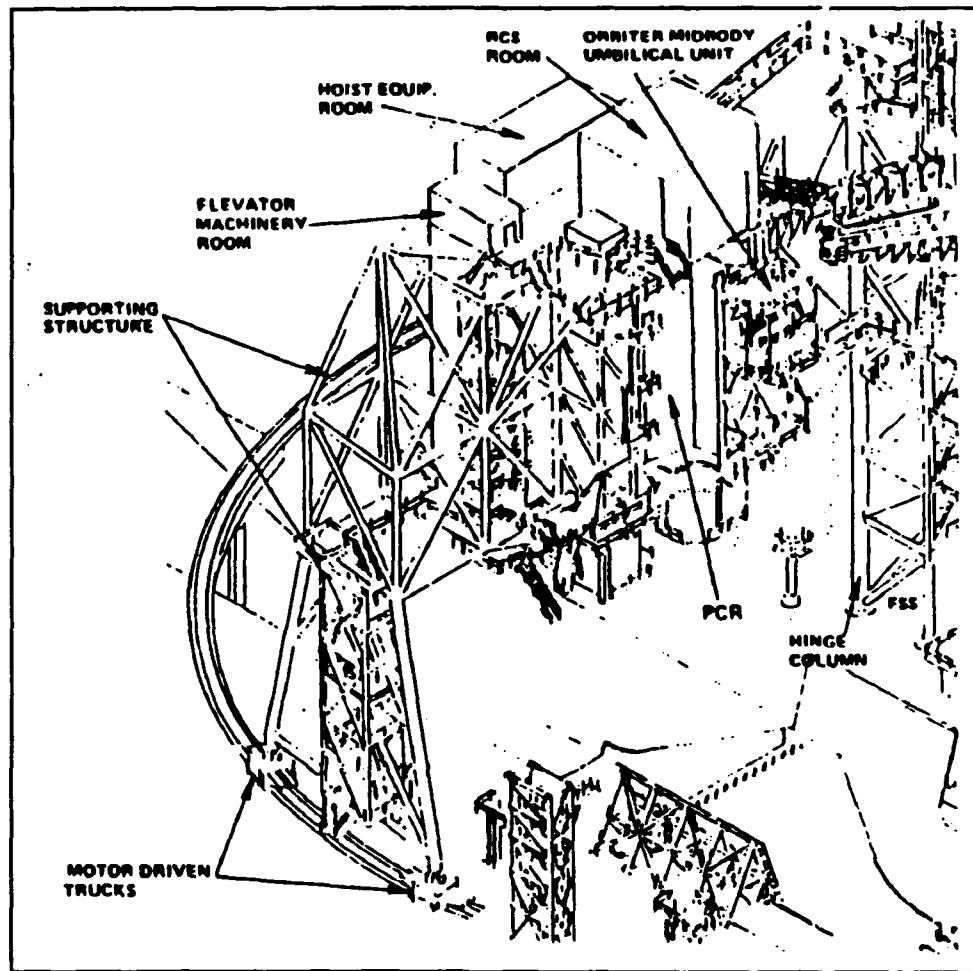 RCS
ROOM
ORBITER MIDBODY
UMBILICAL UNIT
HOIST EQUIP.
ROOM
ELEVATOR
MACHINERY
ROOM
SUPPORTING
STRUCTURE
PCR
FSS
HINGE
COLUMN
MOTOR DRIVEN
TRUCKS